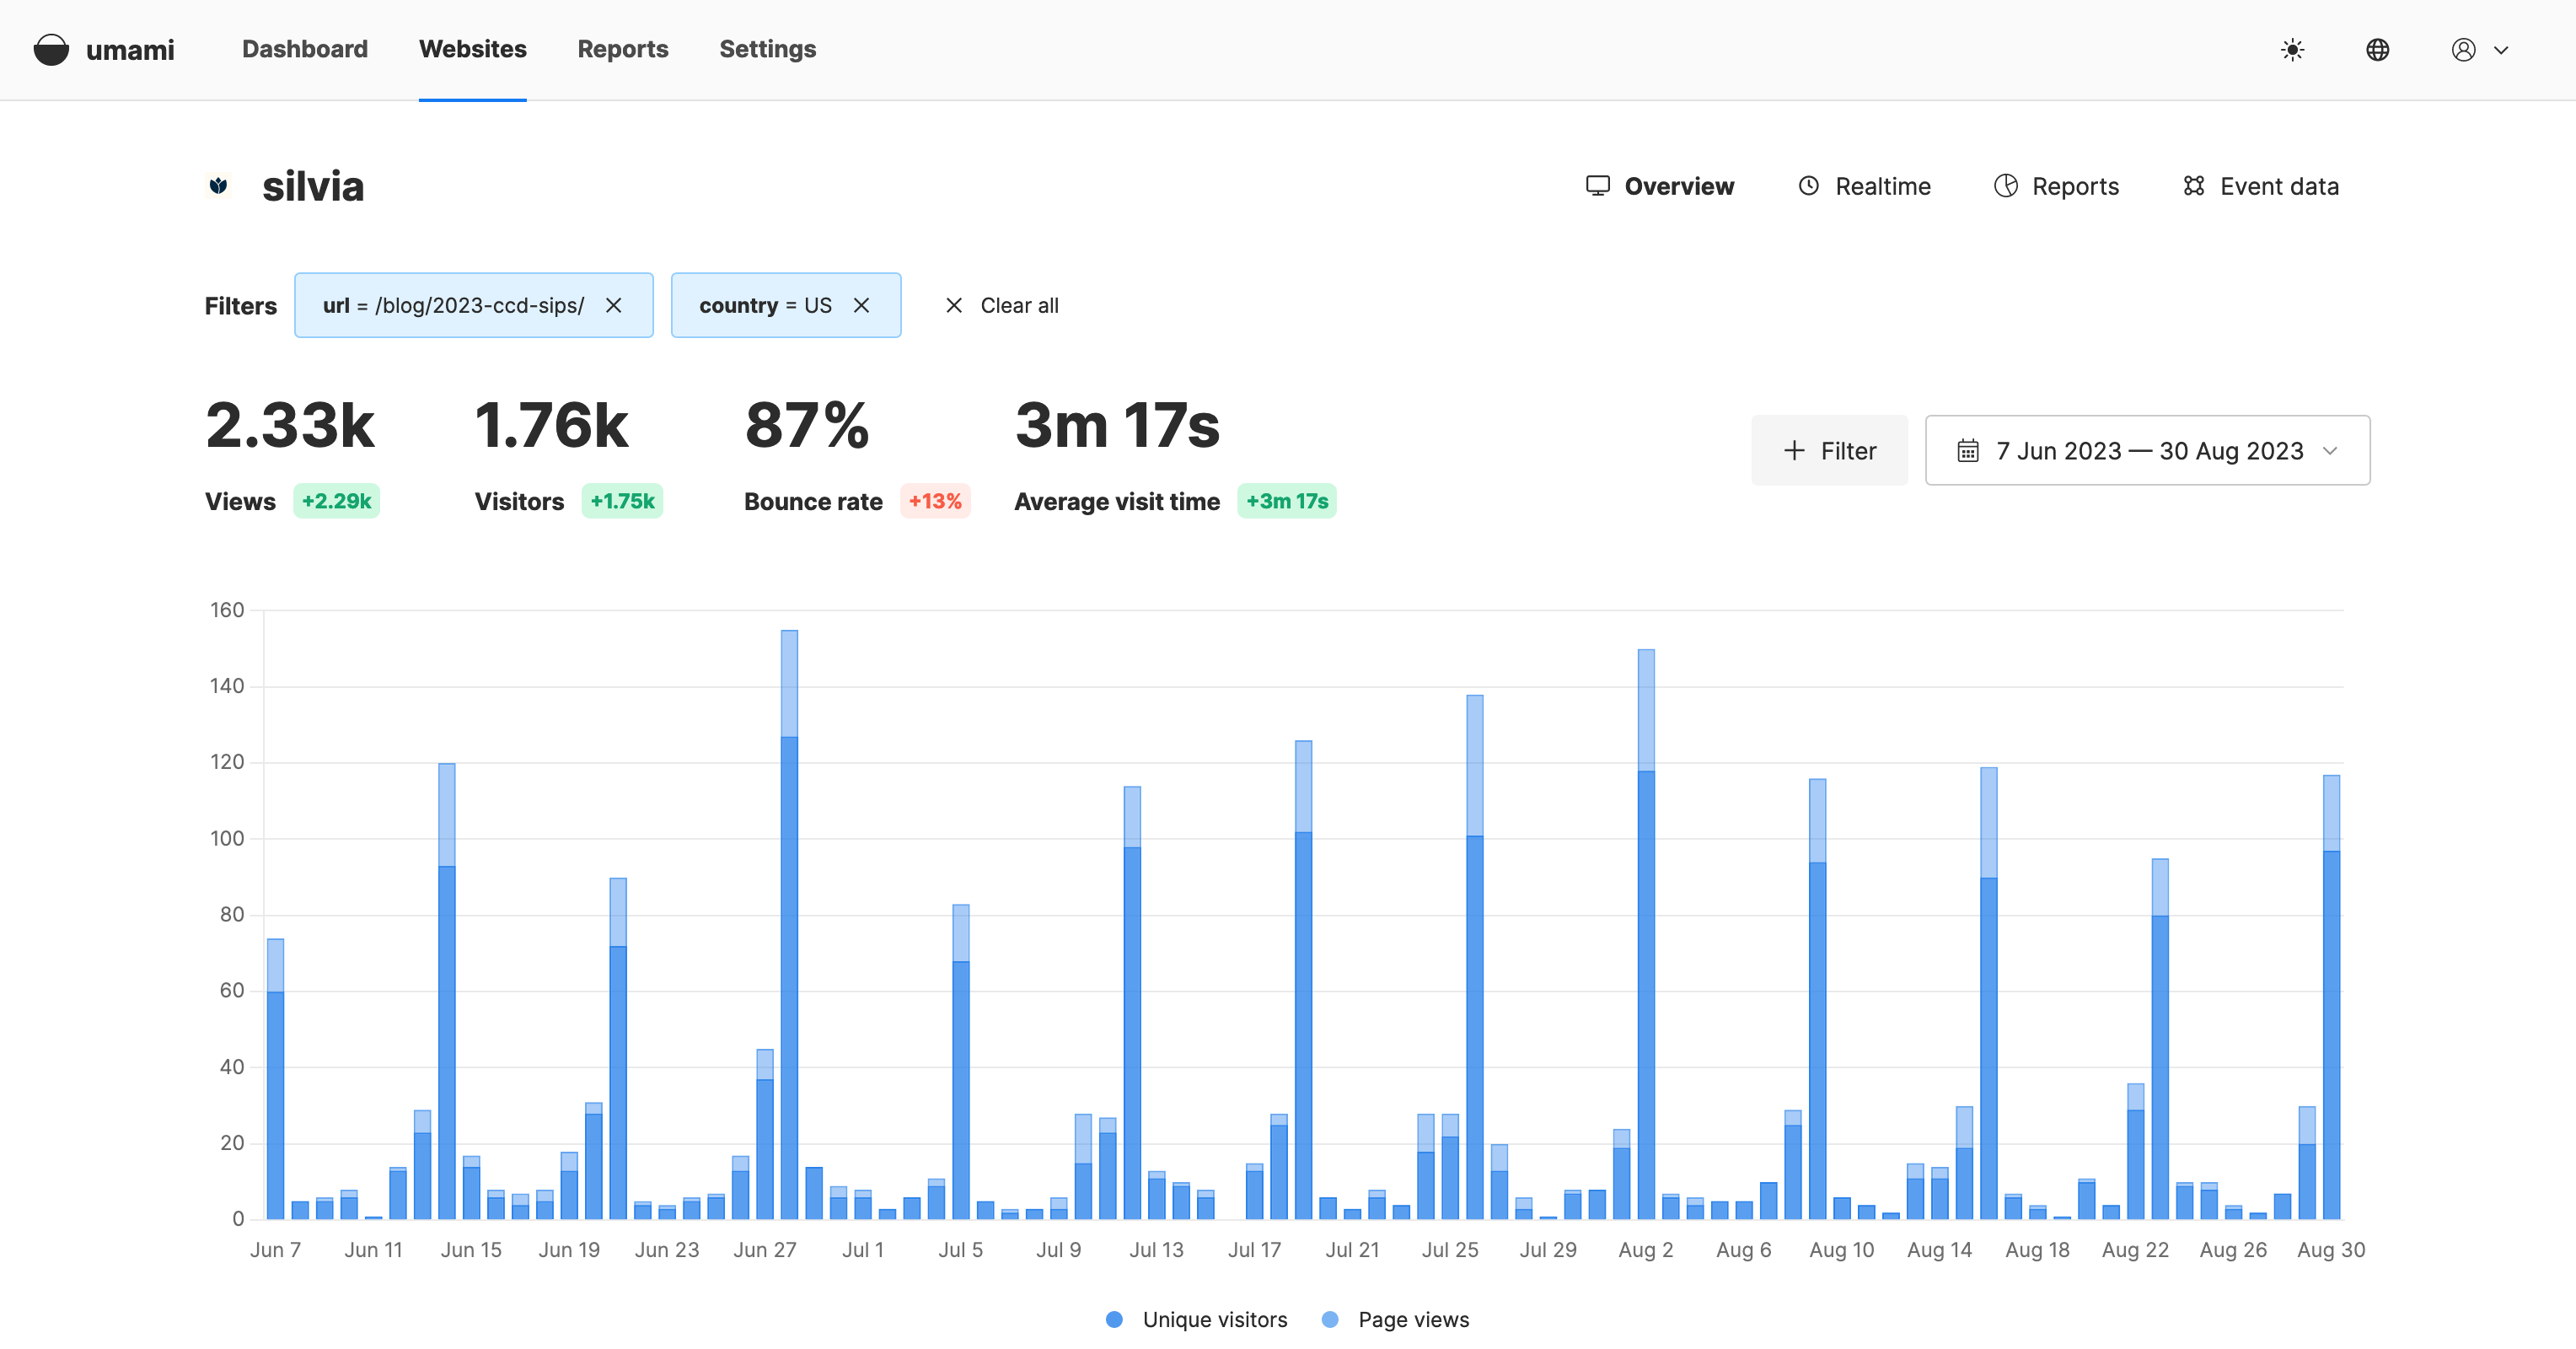 umami Dashboard Websites Reports Settings
silvia Overview Realtime Reports Event data
Filters url = /blog/2023-ccd-sips/ country = US Clear all
2.33k 1.76k 87% 3m 17s
Filter 7 Jun 2023 — 30 Aug 2023
Views +2.29k Visitors +1.75k Bounce rate +13% Average visit time +3m 17s
160
140
120
100
80
60
40
20
0
Jun 7 Jun 11 Jun 15 Jun 19 Jun 23 Jun 27 Jul 1 Jul 5 Jul 9 Jul 13 Jul 17 Jul 21 Jul 25 Jul 29 Aug 2 Aug 6 Aug 10 Aug 14 Aug 18 Aug 22 Aug 26 Aug 30
Unique visitors Page views